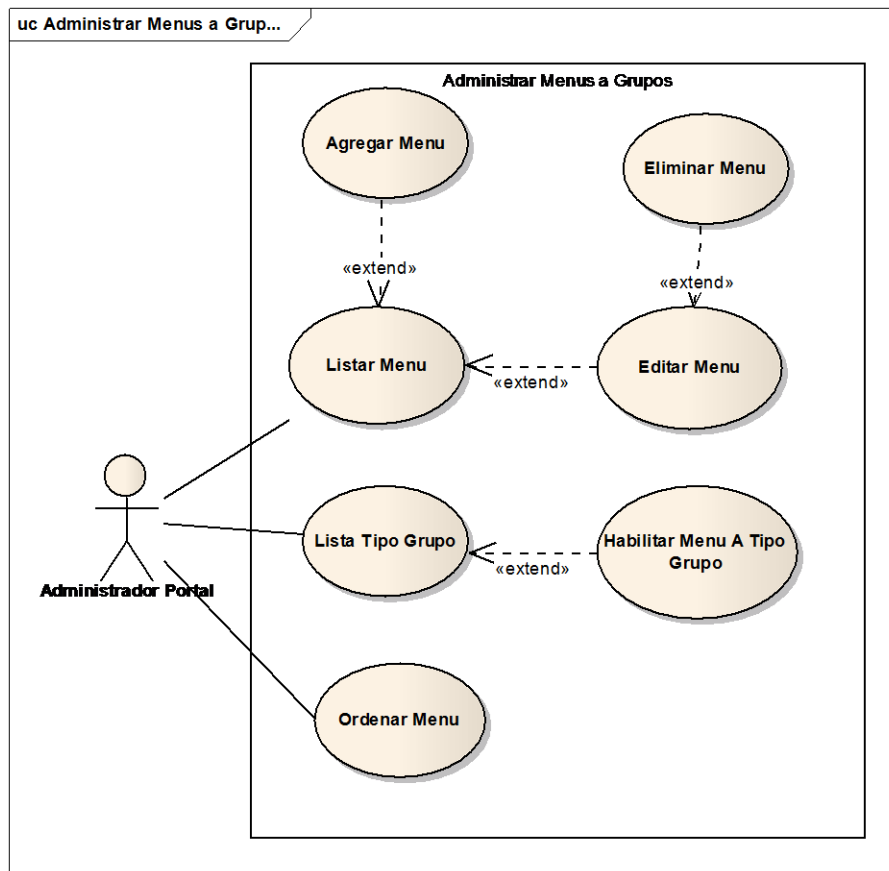 uc Administrar Menus a Grup...
Administrar Menus a Grupos
Agregar Menu
Eliminar Menu
«extend»
«extend»
Listar Menu
Editar Menu
«extend»
Lista Tipo Grupo
Habilitar Menu A Tipo
Grupo
«extend»
Administrador Portal
Ordenar Menu